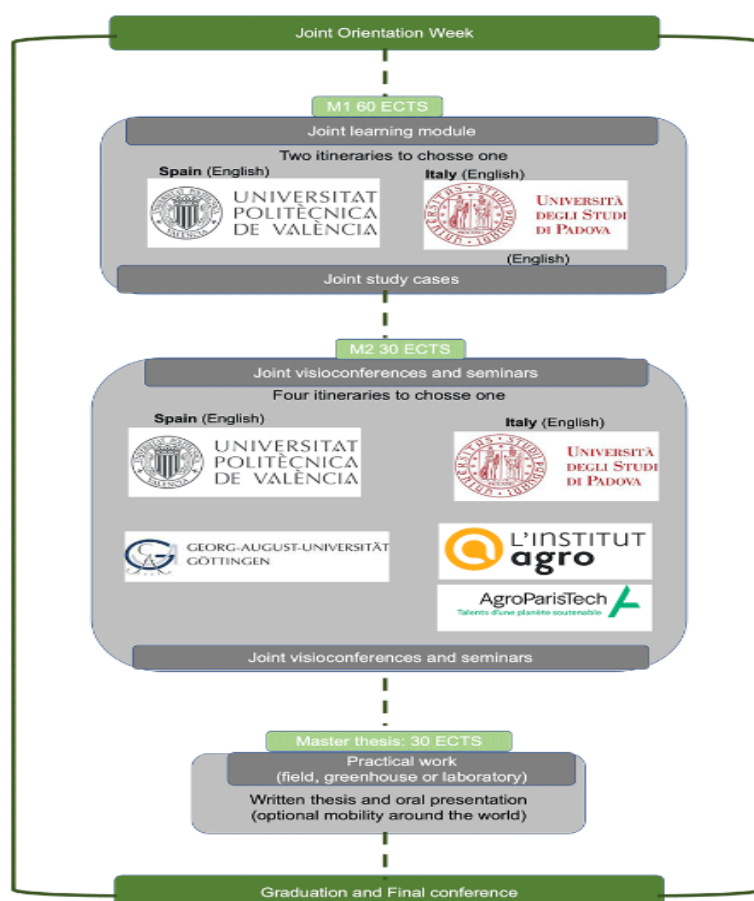 Joint Orientation Week
M1 60 ECTS
Joint learning module
Two itineraries to chosse one
Spain (English)
Italy (English)
UNIVERSITAT
POLITÈCNICA
DE VALÈNCIA
UNIVERSITÀ
DEGLI STUDI
DI PADOVA
(English)
Joint study cases
M2 30 ECTS
Joint visioconferences and seminars
Four itineraries to chosse one
Spain (English)
Italy (English)
UNIVERSITAT
POLITÈCNICA
DE VALÈNCIA
UNIVERSITÀ
DEGLI STUDI
DI PADOVA
GEORG-AUGUST-UNIVERSITÄT
GÖTTINGEN
L'INSTITUT
agro
AgroParisTech
Talents d'une planète soutenable
Joint visioconferences and seminars
Master thesis: 30 ECTS
Practical work
(field, greenhouse or laboratory)
Written thesis and oral presentation
(optional mobility around the world)
Graduation and Final conference